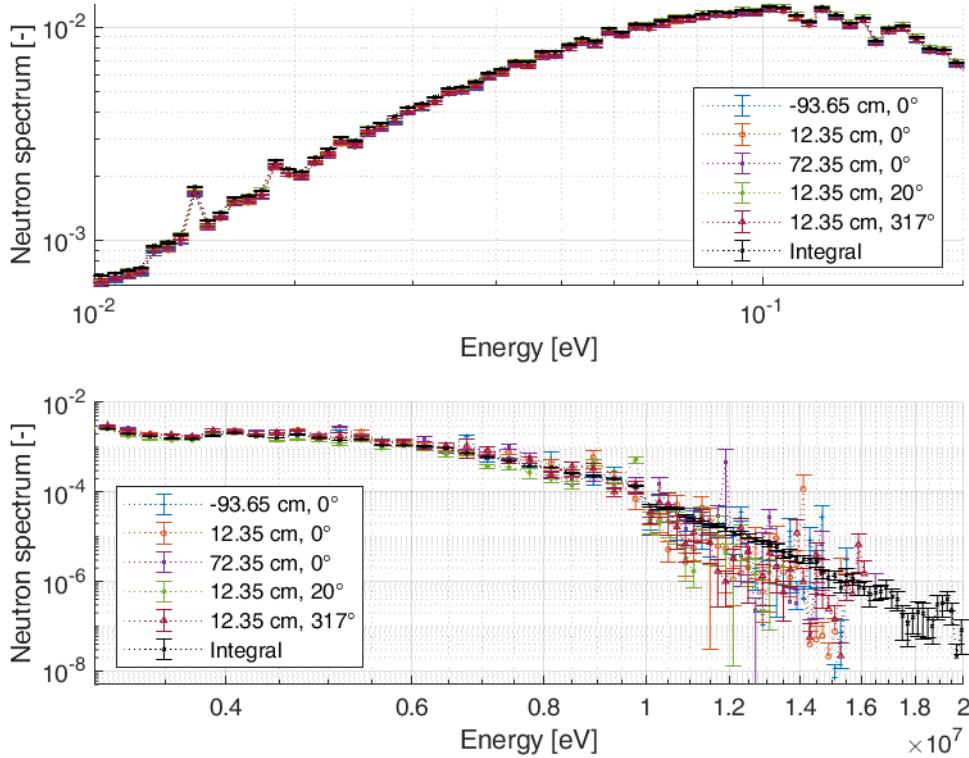 Neutron spectrum [-]
10^-2
10^-3
-93.65 cm, 0°
12.35 cm, 0°
72.35 cm, 0°
12.35 cm, 20°
12.35 cm, 317°
Integral
10^-2
10^-1
Energy [eV]
Neutron spectrum [-]
10^-2
10^-4
10^-6
10^-8
-93.65 cm, 0°
12.35 cm, 0°
72.35 cm, 0°
12.35 cm, 20°
12.35 cm, 317°
Integral
0.4 0.6 0.8 1 1.2 1.4 1.6 1.8 2
Energy [eV]
× 10^7